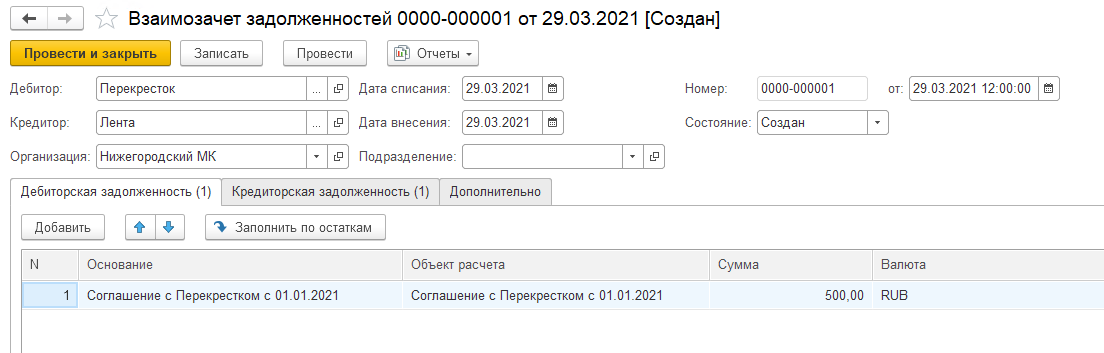 Взаимозачет задолженностей 0000-000001 от 29.03.2021 [Создан]
Провести и закрыть Записать Провести Отчеты
Дебитор: Перекресток ... Дата списания: 29.03.2021 Номер: 0000-000001 от: 29.03.2021 12:00:00
Кредитор: Лента ... Дата внесения: 29.03.2021 Состояние: Создан
Организация: Нижегородский МК Подразделение:
Дебиторская задолженность (1) Кредиторская задолженность (1) Дополнительно
Добавить Заполнить по остаткам
N Основание Объект расчета Сумма Валюта
1 Соглашение с Перекрестком с 01.01.2021 Соглашение с Перекрестком с 01.01.2021 500,00 RUB